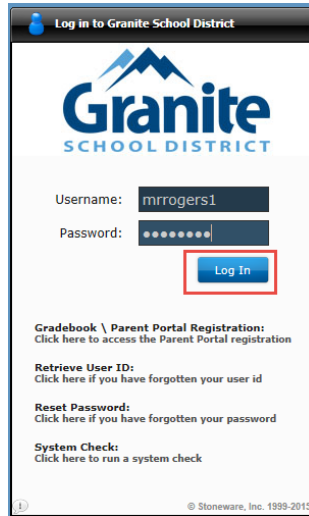 Log in to Granite School District
Granite
SCHOOL DISTRICT
Username: mrrogers1
Password: ••••••••
Log In
Gradebook \ Parent Portal Registration:
Click here to access the Parent Portal registration
Retrieve User ID:
Click here if you have forgotten your user id
Reset Password:
Click here if you have forgotten your password
System Check:
Click here to run a system check
© Stoneware, Inc. 1999-2015